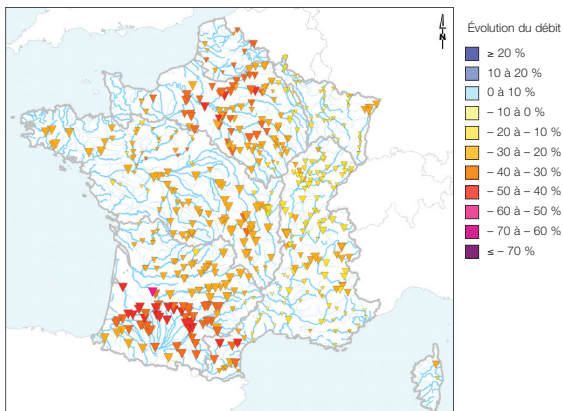 N
Évolution du débit
≥ 20 %
10 à 20 %
0 à 10 %
– 10 à 0 %
– 20 à – 10 %
– 30 à – 20 %
– 40 à – 30 %
– 50 à – 40 %
– 60 à – 50 %
– 70 à – 60 %
≤ – 70 %